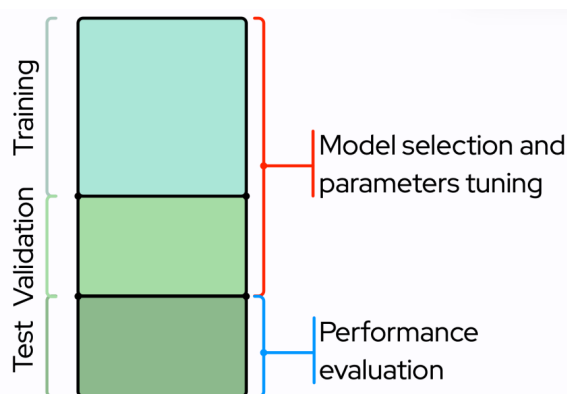 Training
Validation
Test
Model selection and
parameters tuning
Performance
evaluation